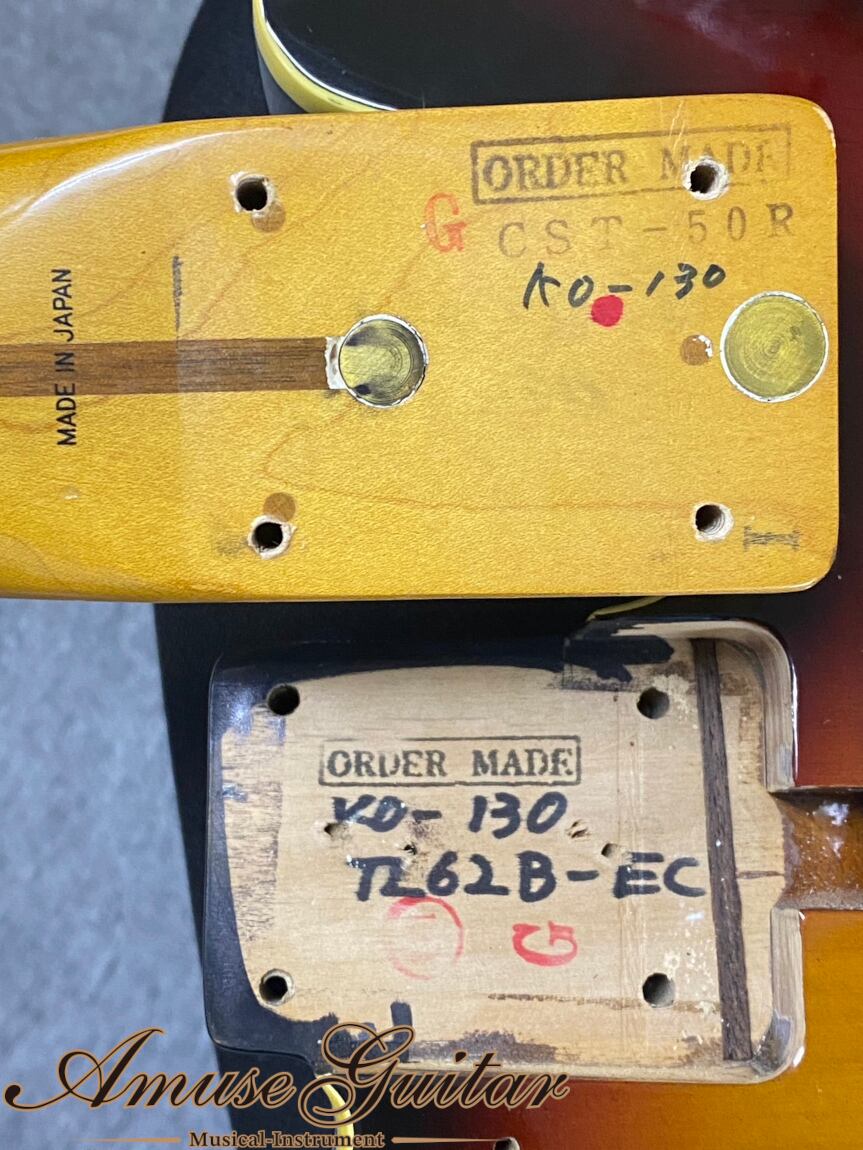 ORDER MADE
G
CST-50R
KO-130
MADE IN JAPAN
ORDER MADE
KO-130
TL62B-EC
G
Amuse Guitar
Musical-Instrument